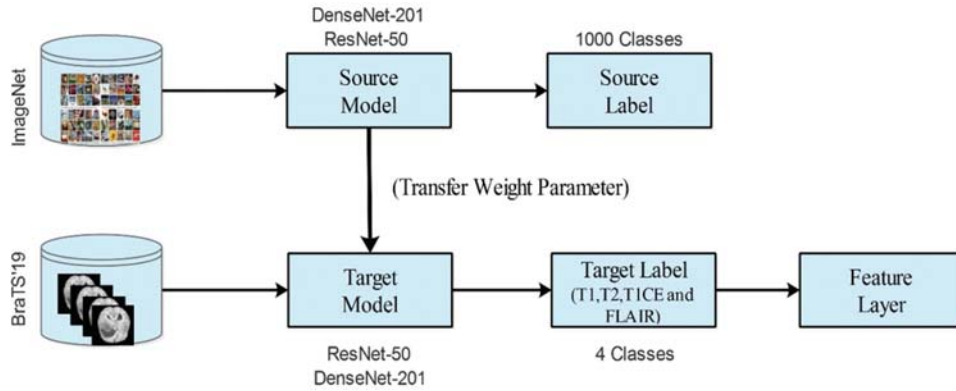 DenseNet-201
ResNet-50
1000 Classes
ImageNet
Source
Model
Source
Label
(Transfer Weight Parameter)
BraTS'19
Target
Model
Target Label
(T1,T2,T1CE and
FLAIR)
Feature
Layer
ResNet-50
DenseNet-201
4 Classes